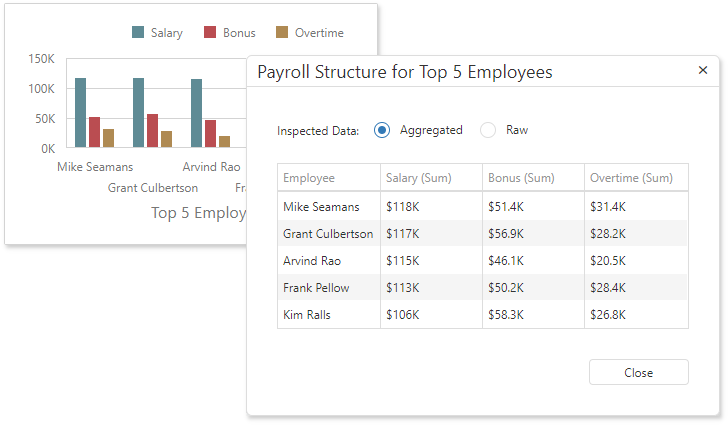 Salary Bonus Overtime
150K
100K
50K
0K
Mike Seamans Arvind Rao
Grant Culbertson Fr
Top 5 Employ
Payroll Structure for Top 5 Employees ×
Inspected Data: Aggregated Raw
Employee Salary (Sum) Bonus (Sum) Overtime (Sum)
Mike Seamans $118K $51.4K $31.4K
Grant Culbertson $117K $56.9K $28.2K
Arvind Rao $115K $46.1K $20.5K
Frank Pellow $113K $50.2K $28.4K
Kim Ralls $106K $58.3K $26.8K
Close